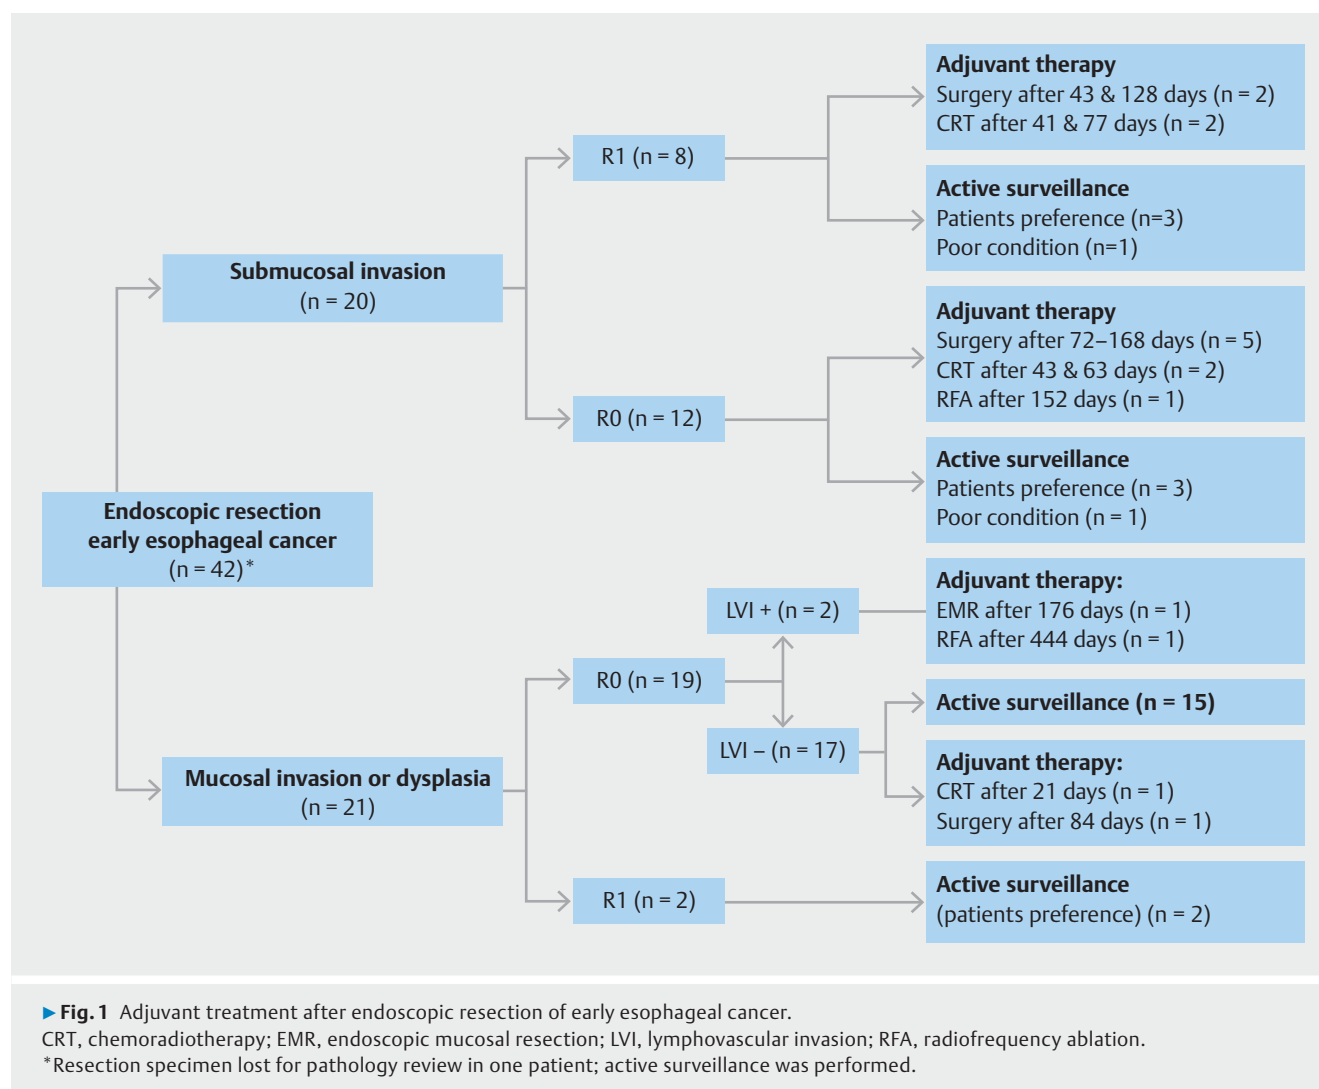 Endoscopic resection
early esophageal cancer
(n = 42)*
Submucosal invasion
(n = 20)
R1 (n = 8)
Adjuvant therapy
Surgery after 43 & 128 days (n = 2)
CRT after 41 & 77 days (n = 2)
Active surveillance
Patients preference (n=3)
Poor condition (n=1)
R0 (n = 12)
Adjuvant therapy
Surgery after 72–168 days (n = 5)
CRT after 43 & 63 days (n = 2)
RFA after 152 days (n = 1)
Active surveillance
Patients preference (n = 3)
Poor condition (n = 1)
Mucosal invasion or dysplasia
(n = 21)
R0 (n = 19)
LVI + (n = 2)
Adjuvant therapy:
EMR after 176 days (n = 1)
RFA after 444 days (n = 1)
LVI – (n = 17)
Active surveillance (n = 15)
Adjuvant therapy:
CRT after 21 days (n = 1)
Surgery after 84 days (n = 1)
R1 (n = 2)
Active surveillance
(patients preference) (n = 2)
▶ Fig. 1 Adjuvant treatment after endoscopic resection of early esophageal cancer.
CRT, chemoradiotherapy; EMR, endoscopic mucosal resection; LVI, lymphovascular invasion; RFA, radiofrequency ablation.
*Resection specimen lost for pathology review in one patient; active surveillance was performed.